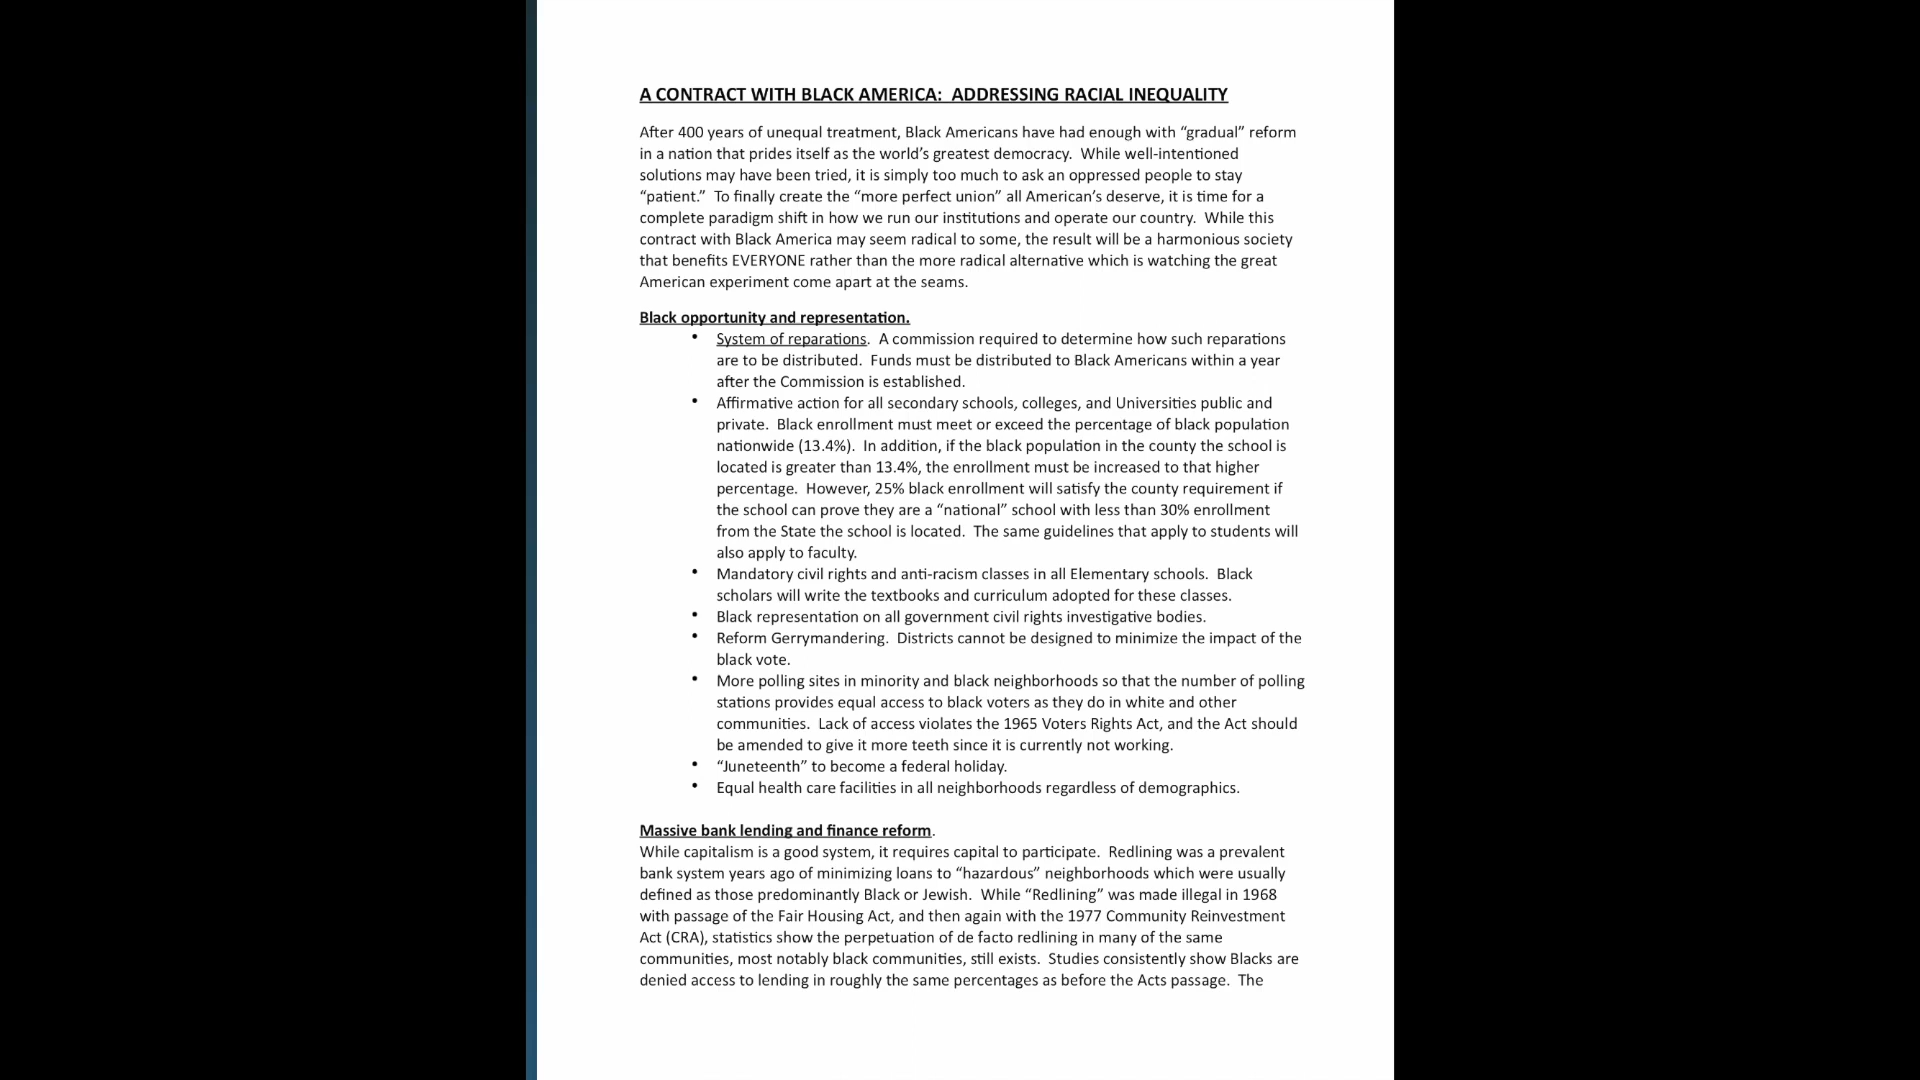 A CONTRACT WITH BLACK AMERICA:  ADDRESSING RACIAL INEQUALITY
After 400 years of unequal treatment, Black Americans have had enough with “gradual” reform
in a nation that prides itself as the world’s greatest democracy.  While well-intentioned
solutions may have been tried, it is simply too much to ask an oppressed people to stay
“patient.”  To finally create the “more perfect union” all American’s deserve, it is time for a
complete paradigm shift in how we run our institutions and operate our country.  While this
contract with Black America may seem radical to some, the result will be a harmonious society
that benefits EVERYONE rather than the more radical alternative which is watching the great
American experiment come apart at the seams.
Black opportunity and representation.
• System of reparations.  A commission required to determine how such reparations
are to be distributed.  Funds must be distributed to Black Americans within a year
after the Commission is established.
• Affirmative action for all secondary schools, colleges, and Universities public and
private.  Black enrollment must meet or exceed the percentage of black population
nationwide (13.4%).  In addition, if the black population in the county the school is
located is greater than 13.4%, the enrollment must be increased to that higher
percentage.  However, 25% black enrollment will satisfy the county requirement if
the school can prove they are a “national” school with less than 30% enrollment
from the State the school is located.  The same guidelines that apply to students will
also apply to faculty.
• Mandatory civil rights and anti-racism classes in all Elementary schools.  Black
scholars will write the textbooks and curriculum adopted for these classes.
• Black representation on all government civil rights investigative bodies.
• Reform Gerrymandering.  Districts cannot be designed to minimize the impact of the
black vote.
• More polling sites in minority and black neighborhoods so that the number of polling
stations provides equal access to black voters as they do in white and other
communities.  Lack of access violates the 1965 Voters Rights Act, and the Act should
be amended to give it more teeth since it is currently not working.
• “Juneteenth” to become a federal holiday.
• Equal health care facilities in all neighborhoods regardless of demographics.
Massive bank lending and finance reform.
While capitalism is a good system, it requires capital to participate.  Redlining was a prevalent
bank system years ago of minimizing loans to “hazardous” neighborhoods which were usually
defined as those predominantly Black or Jewish.  While “Redlining” was made illegal in 1968
with passage of the Fair Housing Act, and then again with the 1977 Community Reinvestment
Act (CRA), statistics show the perpetuation of de facto redlining in many of the same
communities, most notably black communities, still exists.  Studies consistently show Blacks are
denied access to lending in roughly the same percentages as before the Acts passage.  The